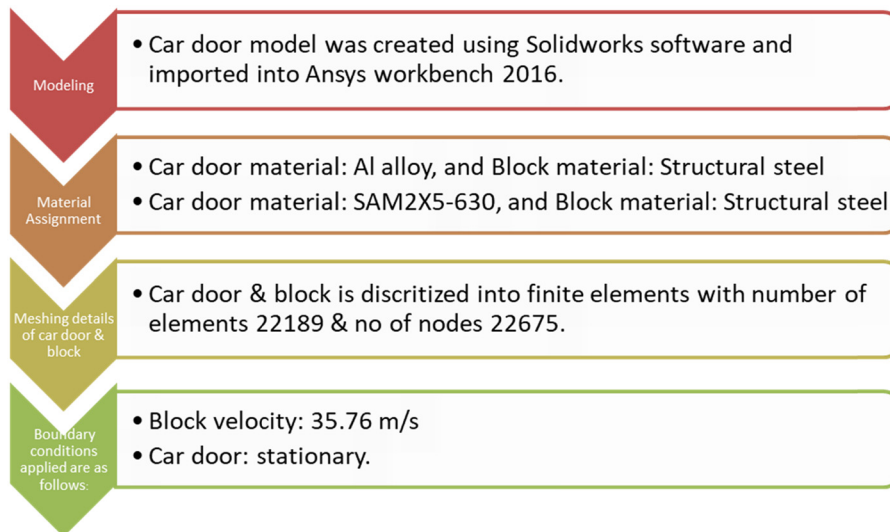 Modeling
• Car door model was created using Solidworks software and
imported into Ansys workbench 2016.
Material
Assignment
• Car door material: Al alloy, and Block material: Structural steel
• Car door material: SAM2X5-630, and Block material: Structural steel
Meshing details
of car door &
block
• Car door & block is discritized into finite elements with number of
elements 22189 & no of nodes 22675.
Boundary
conditions
applied are as
follows:
• Block velocity: 35.76 m/s
• Car door: stationary.